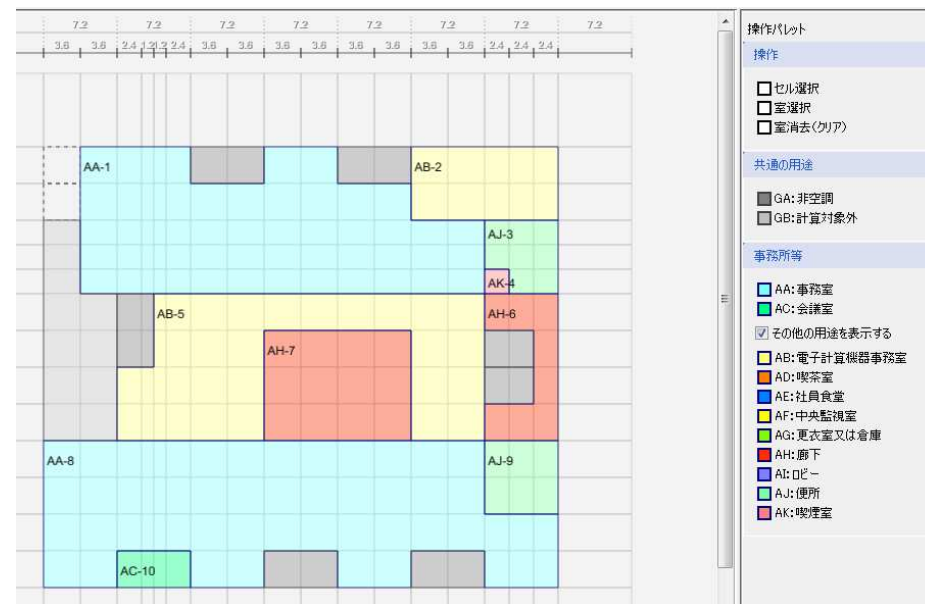 7.2 7.2 7.2 7.2 7.2 7.2 7.2 7.2
3.6 3.6 2.4 1.2 1.2 2.4 3.6 3.6 3.6 3.6 3.6 3.6 3.6 3.6 2.4 2.4 2.4
AA-1
AB-2
AJ-3
AK-4
AB-5
AH-6
AH-7
AA-8
AJ-9
AC-10
操作パレット
操作
セル選択
室選択
室消去(クリア)
共通の用途
GA:非空調
GB:計算対象外
事務所等
AA:事務室
AC:会議室
その他の用途を表示する
AB:電子計算機器事務室
AD:喫茶室
AE:社員食堂
AF:中央監視室
AG:更衣室又は倉庫
AH:廊下
AI:ロビー
AJ:便所
AK:喫煙室